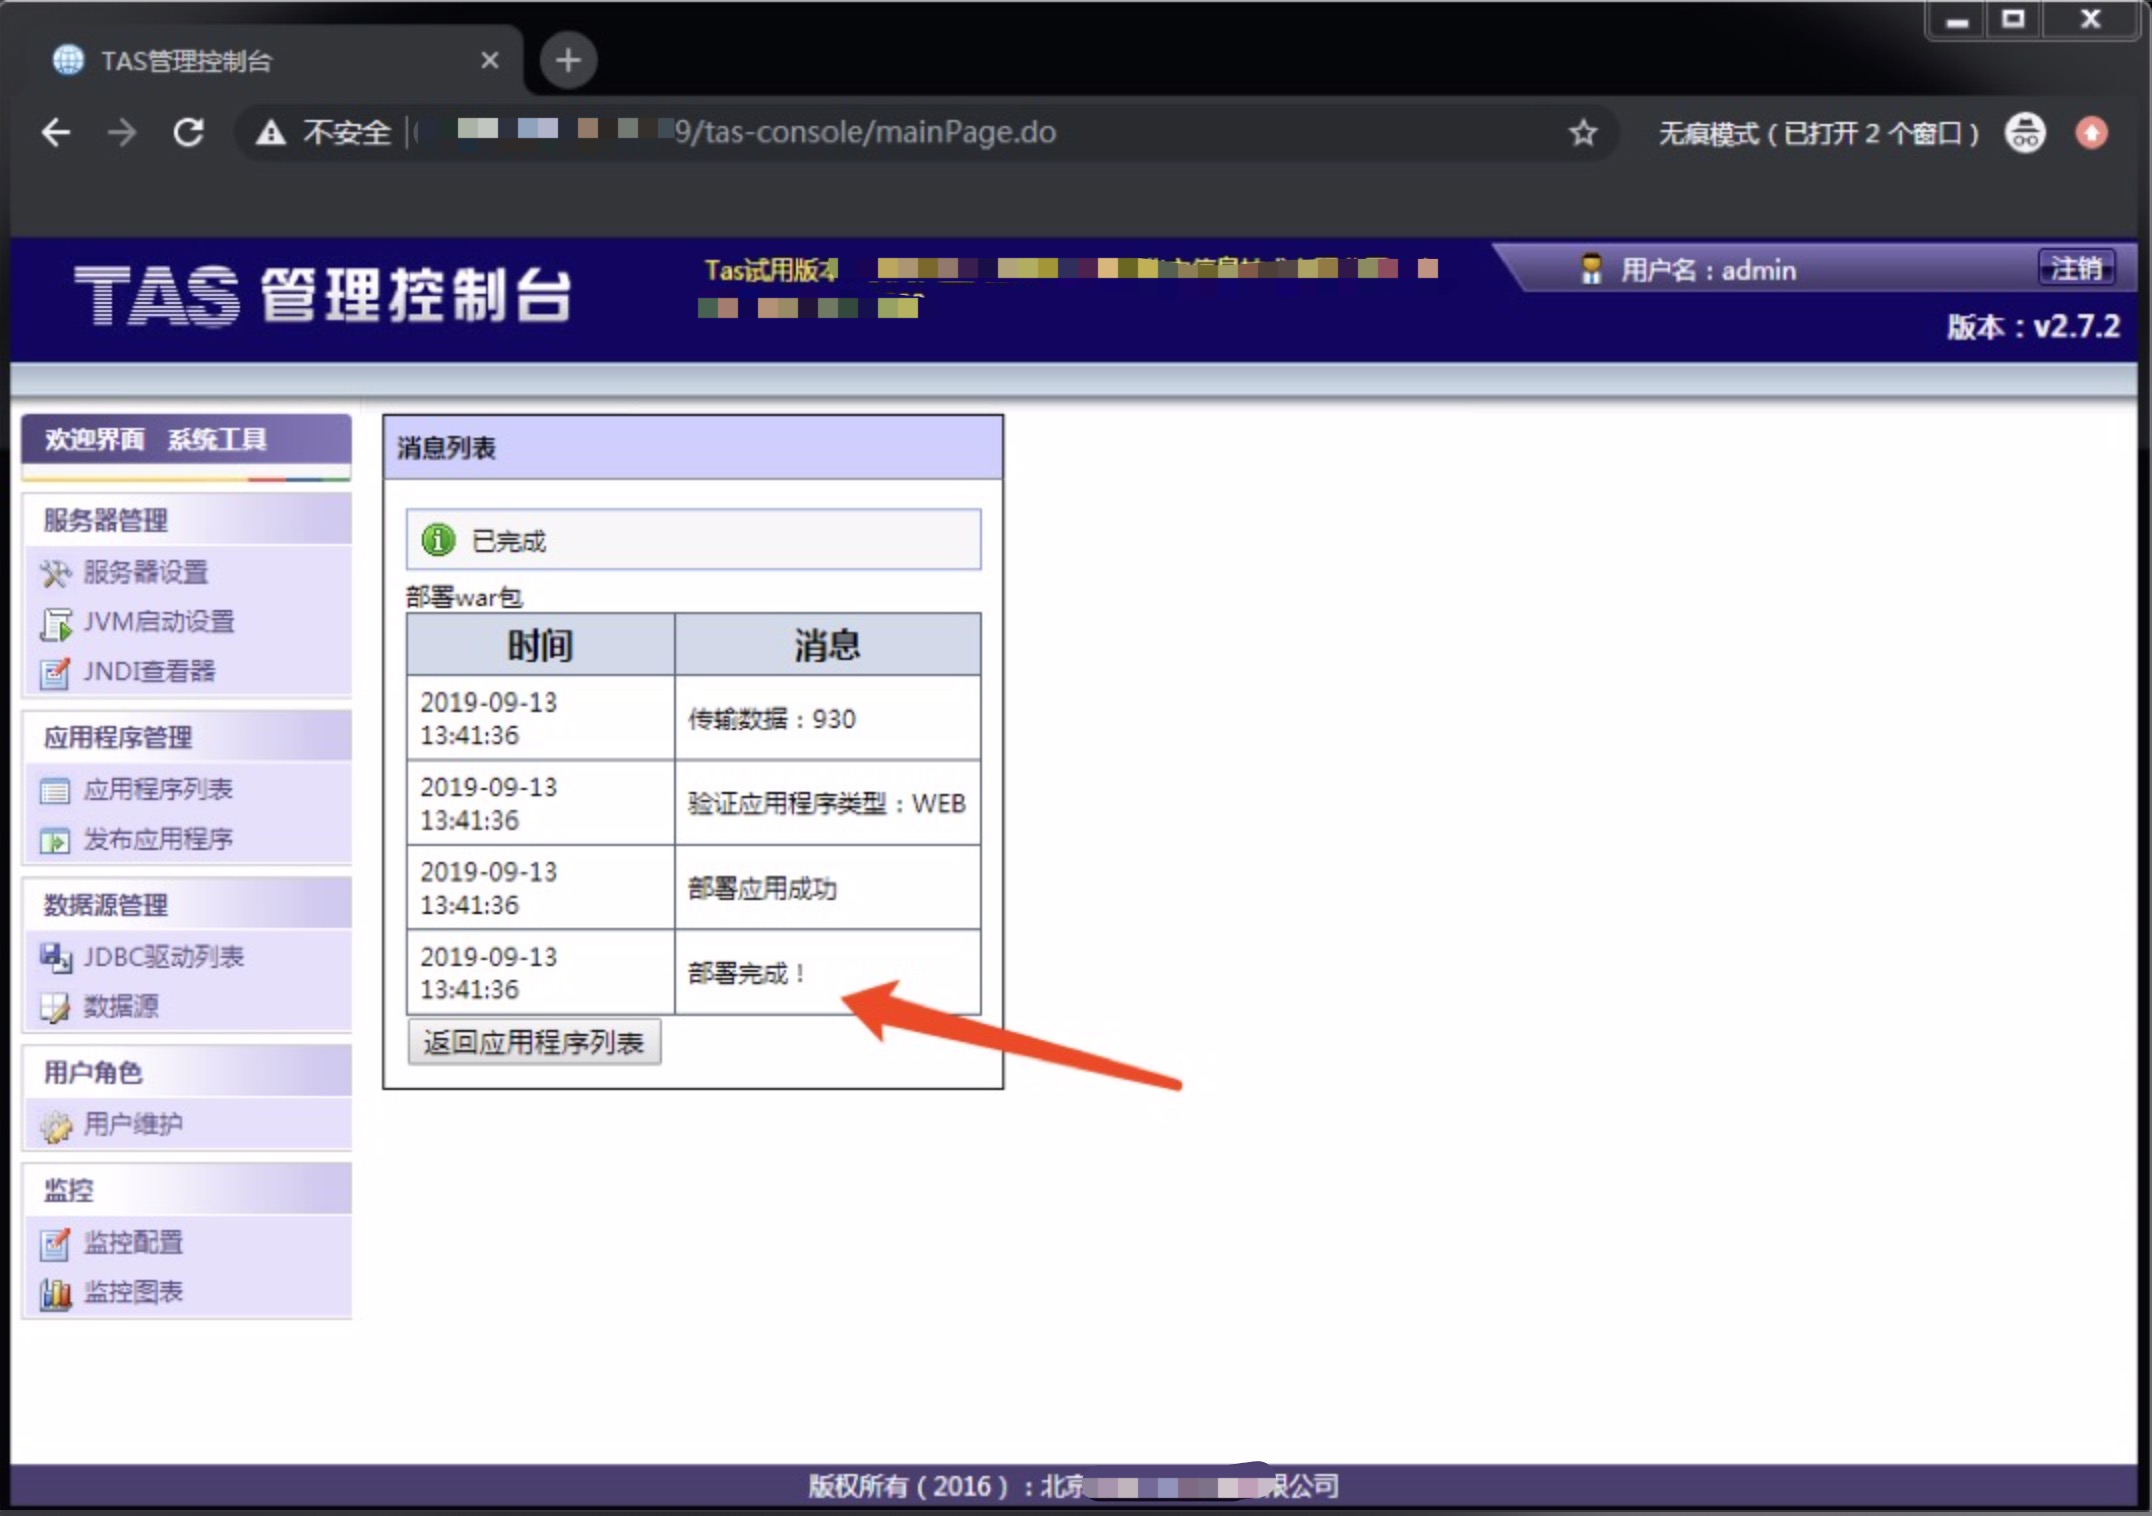 TAS管理控制台
不安全 9/tas-console/mainPage.do
无痕模式（已打开 2 个窗口）
TAS 管理控制台
Tas试用版本
用户名：admin
注销
版本：v2.7.2
欢迎界面 系统工具
服务器管理
服务器设置
JVM启动设置
JNDI查看器
应用程序管理
应用程序列表
发布应用程序
数据源管理
JDBC驱动列表
数据源
用户角色
用户维护
监控
监控配置
监控图表
消息列表
已完成
部署war包
时间 消息
2019-09-13
13:41:36
传输数据：930
2019-09-13
13:41:36
验证应用程序类型：WEB
2019-09-13
13:41:36
部署应用成功
2019-09-13
13:41:36
部署完成！
返回应用程序列表
版权所有（2016）：北京 限公司